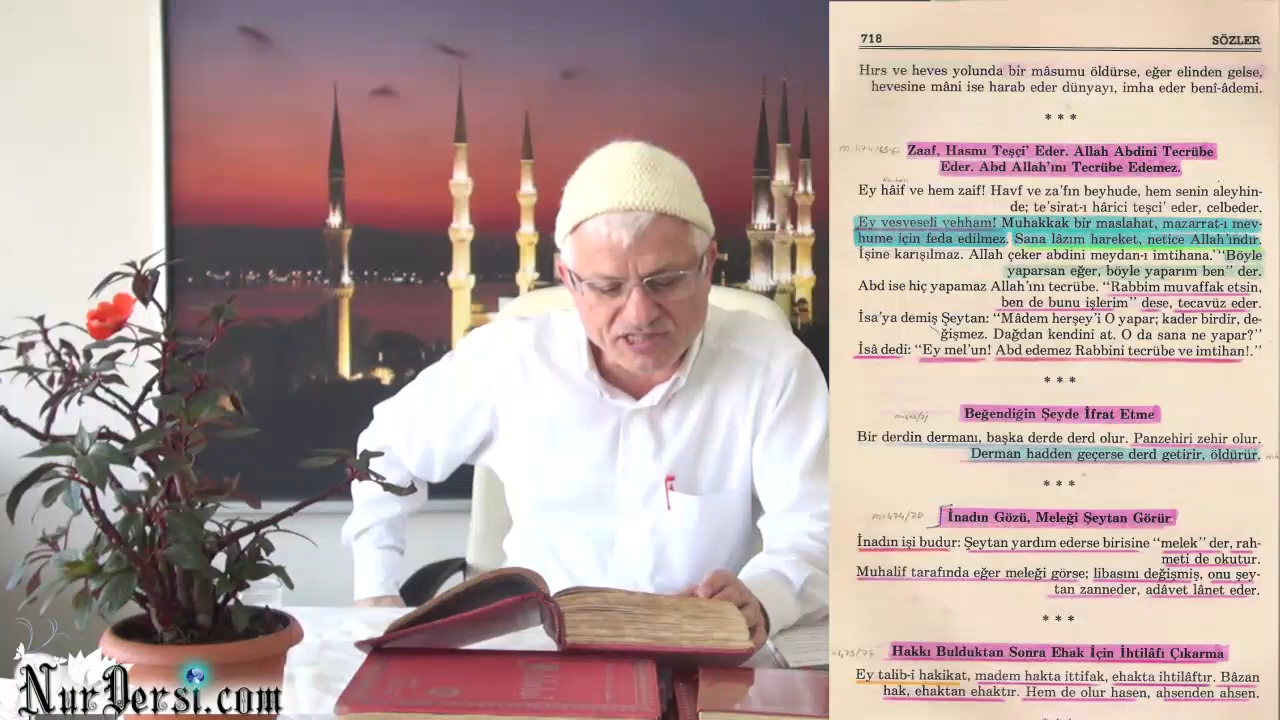 718 SÖZLER
Hırs ve heves yolunda bir mâsumu öldürse, eğer elinden gelse,
hevesine mâni ise harab eder dünyayı, imha eder benî-âdemi.
* * *
Zaaf, Hasmı Teşçi' Eder. Allah Abdini Tecrübe
Eder. Abd Allah'ını Tecrübe Edemez.
Ey hâif ve hem zaif! Havf ve za'fın beyhude, hem senin aleyhin-
de; te'sirat-ı hârici teşci' eder, celbeder.
Ey vesveseli vehham! Muhakkak bir maslahat, mazarrat-ı mev-
hume için feda edilmez. Sana lâzım hareket, netice Allah'ındır.
İşine karışılmaz. Allah çeker abdini meydan-ı imtihana. "Böyle
yaparsan eğer, böyle yaparım ben" der.
Abd ise hiç yapamaz Allah'ını tecrübe. "Rabbim muvaffak etsin,
ben de bunu işlerim" dese, tecavüz eder.
İsa'ya demiş Şeytan: "Mâdem herşey'i O yapar; kader birdir, de-
ğişmez. Dağdan kendini at. O da sana ne yapar?"
İsâ dedi: "Ey mel'un! Abd edemez Rabbini tecrübe ve imtihan!."
* * *
Beğendiğin Şeyde İfrat Etme
Bir derdin dermanı, başka derde derd olur. Panzehiri zehir olur.
Derman hadden geçerse derd getirir, öldürür.
* * *
m:474/70
İnadın Gözü, Meleği Şeytan Görür
İnadın işi budur: Şeytan yardım ederse birisine "melek" der, rah-
meti de okutur.
Muhalif tarafında eğer meleği görse; libasını değişmiş, onu şey-
tan zanneder, adâvet lânet eder.
* * *
Hakkı Bulduktan Sonra Ehak İçin İhtilâfı Çıkarma
Ey talib-i hakikat, madem hakta ittifak, ehakta ihtilâftır. Bâzan
hak, ehaktan ehaktır. Hem de olur hasen, ahsenden ahsen.
NurDersi.com